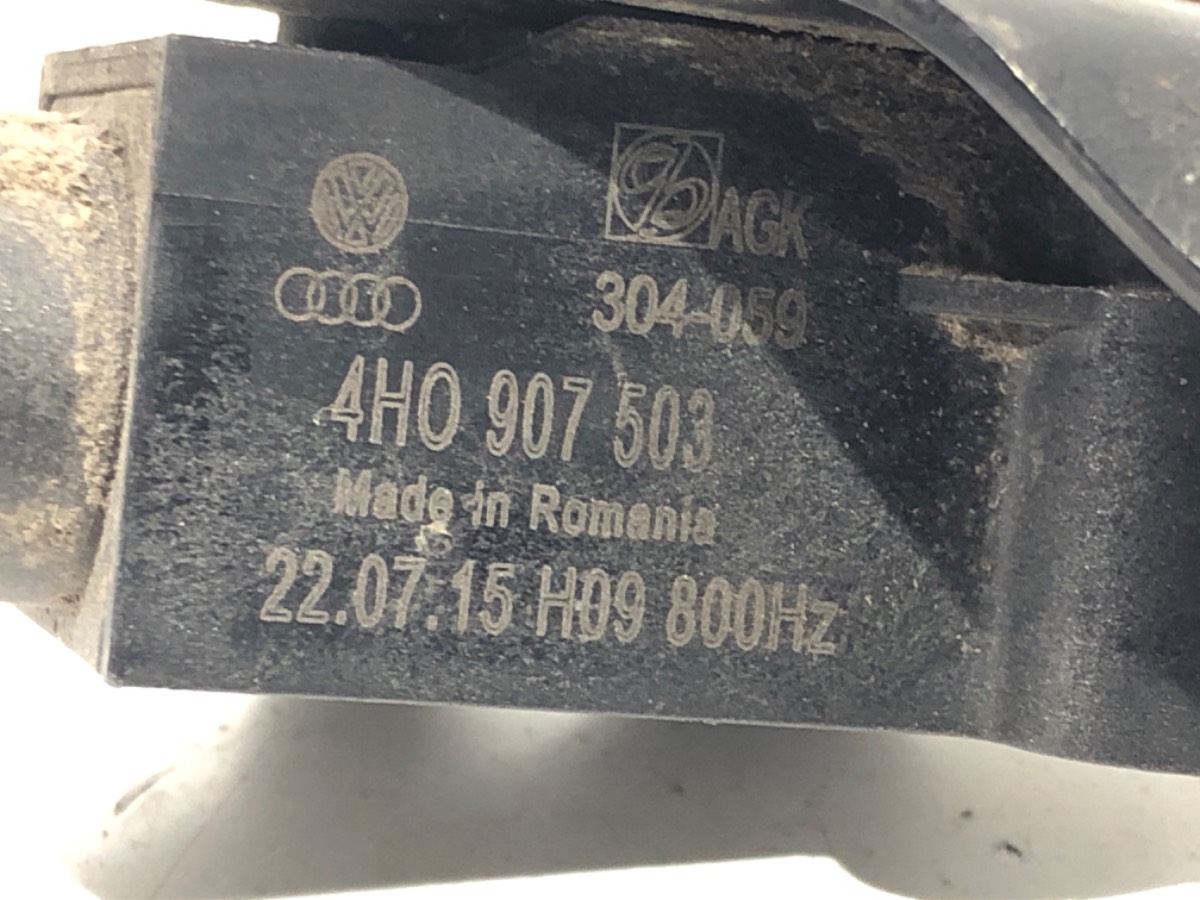 AGK
304-059
4H0 907 503
Made in Romania
22.07.15 H09 800Hz